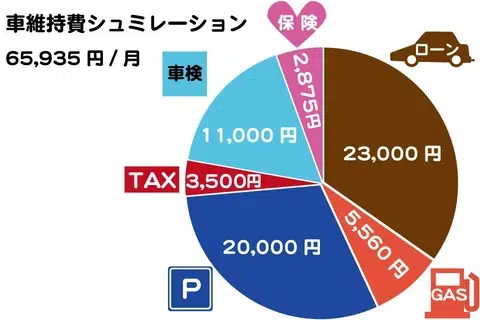 車維持費シュミレーション
65,935 円 / 月
保 険
ローン
車検
2,875円
11,000 円
23,000 円
TAX
3,500円
5,560 円
20,000 円
P
GAS